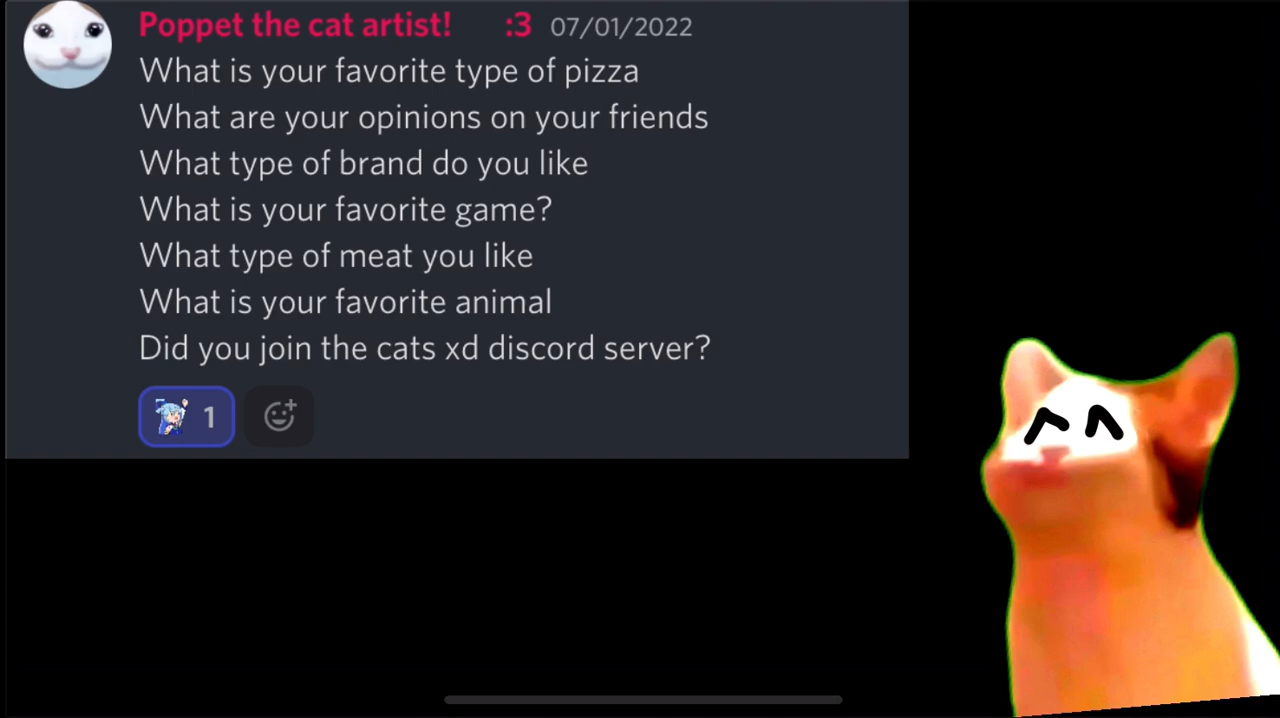 Poppet the cat artist! :3 07/01/2022
What is your favorite type of pizza
What are your opinions on your friends
What type of brand do you like
What is your favorite game?
What type of meat you like
What is your favorite animal
Did you join the cats xd discord server?
1